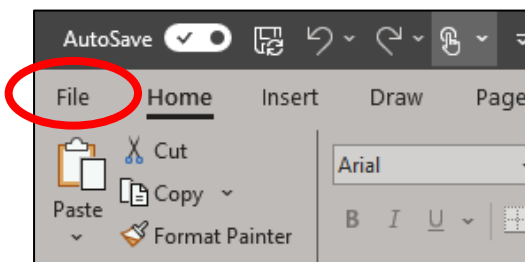 AutoSave
File Home Insert Draw Page
Cut
Arial
Copy
Paste
B I U
Format Painter